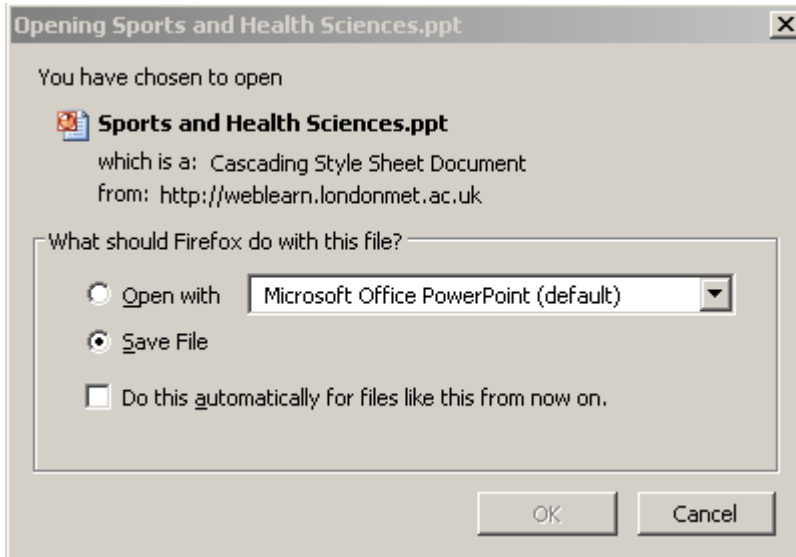 Opening Sports and Health Sciences.ppt
You have chosen to open
Sports and Health Sciences.ppt
which is a: Cascading Style Sheet Document
from: http://weblearn.londonmet.ac.uk
What should Firefox do with this file?
Open with Microsoft Office PowerPoint (default)
Save File
Do this automatically for files like this from now on.
OK Cancel